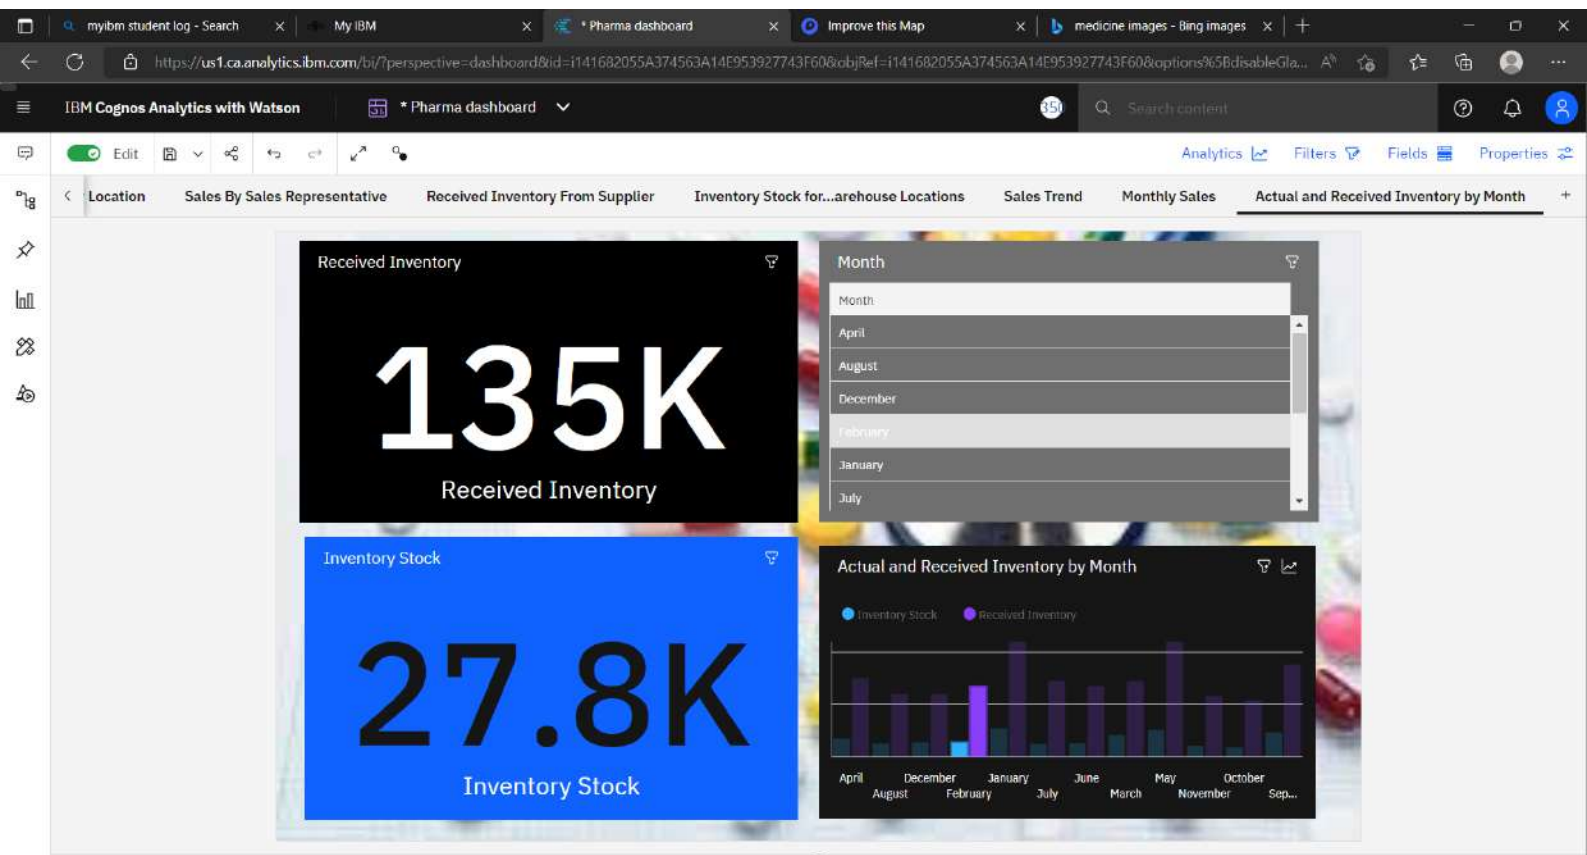 myibm student log - Search
My IBM
* Pharma dashboard
Improve this Map
medicine images - Bing images
https://us1.ca.analytics.ibm.com/bi/?perspective=dashboard&id=i141682055A374563A14E953927743F60&objRef=i141682055A374563A14E953927743F60&options%5BdisableGla...
IBM Cognos Analytics with Watson
* Pharma dashboard
350
Search content
Edit
Analytics
Filters
Fields
Properties
Location
Sales By Sales Representative
Received Inventory From Supplier
Inventory Stock for...arehouse Locations
Sales Trend
Monthly Sales
Actual and Received Inventory by Month
Received Inventory
135K
Received Inventory
Month
Month
April
August
December
February
January
July
Inventory Stock
27.8K
Inventory Stock
Actual and Received Inventory by Month
Inventory Stock
Received Inventory
April December January June May October
August February July March November Sep...